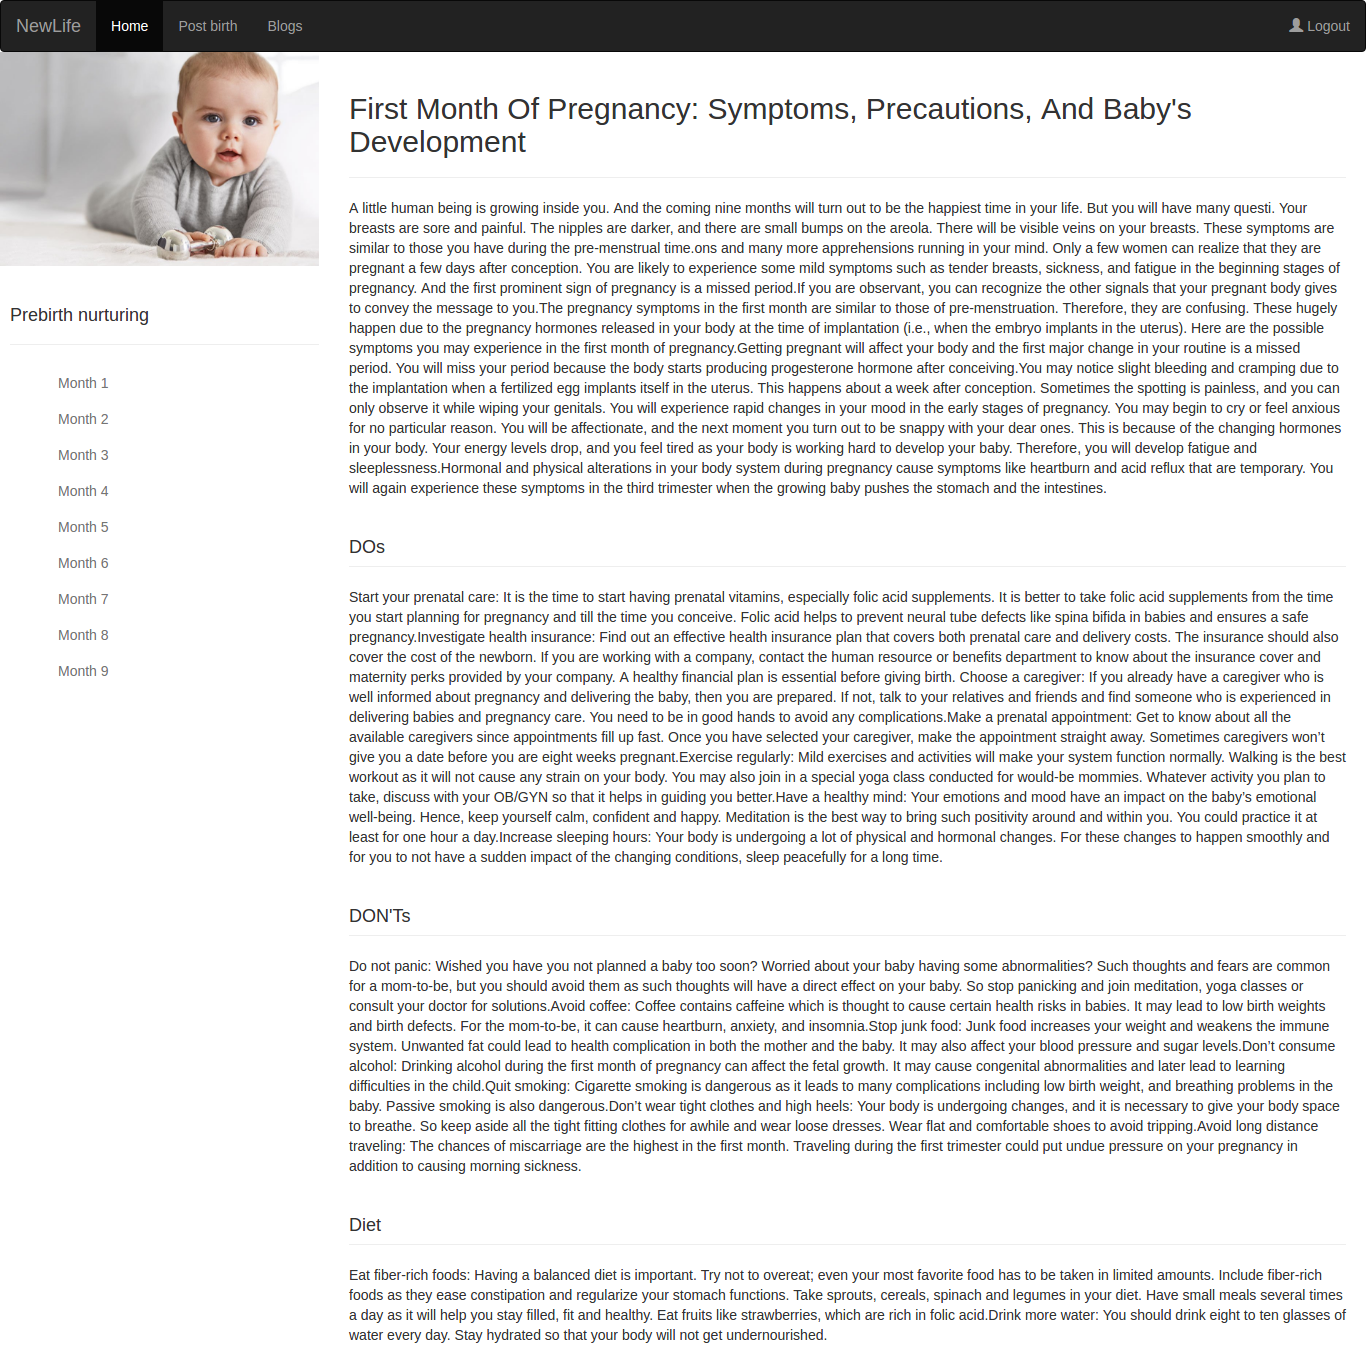 NewLife Home Post birth Blogs Logout
Prebirth nurturing
Month 1
Month 2
Month 3
Month 4
Month 5
Month 6
Month 7
Month 8
Month 9
First Month Of Pregnancy: Symptoms, Precautions, And Baby's
Development
A little human being is growing inside you. And the coming nine months will turn out to be the happiest time in your life. But you will have many questi. Your
breasts are sore and painful. The nipples are darker, and there are small bumps on the areola. There will be visible veins on your breasts. These symptoms are
similar to those you have during the pre-menstrual time.ons and many more apprehensions running in your mind. Only a few women can realize that they are
pregnant a few days after conception. You are likely to experience some mild symptoms such as tender breasts, sickness, and fatigue in the beginning stages of
pregnancy. And the first prominent sign of pregnancy is a missed period.If you are observant, you can recognize the other signals that your pregnant body gives
to convey the message to you.The pregnancy symptoms in the first month are similar to those of pre-menstruation. Therefore, they are confusing. These hugely
happen due to the pregnancy hormones released in your body at the time of implantation (i.e., when the embryo implants in the uterus). Here are the possible
symptoms you may experience in the first month of pregnancy.Getting pregnant will affect your body and the first major change in your routine is a missed
period. You will miss your period because the body starts producing progesterone hormone after conceiving.You may notice slight bleeding and cramping due to
the implantation when a fertilized egg implants itself in the uterus. This happens about a week after conception. Sometimes the spotting is painless, and you can
only observe it while wiping your genitals. You will experience rapid changes in your mood in the early stages of pregnancy. You may begin to cry or feel anxious
for no particular reason. You will be affectionate, and the next moment you turn out to be snappy with your dear ones. This is because of the changing hormones
in your body. Your energy levels drop, and you feel tired as your body is working hard to develop your baby. Therefore, you will develop fatigue and
sleeplessness.Hormonal and physical alterations in your body system during pregnancy cause symptoms like heartburn and acid reflux that are temporary. You
will again experience these symptoms in the third trimester when the growing baby pushes the stomach and the intestines.
DOs
Start your prenatal care: It is the time to start having prenatal vitamins, especially folic acid supplements. It is better to take folic acid supplements from the time
you start planning for pregnancy and till the time you conceive. Folic acid helps to prevent neural tube defects like spina bifida in babies and ensures a safe
pregnancy.Investigate health insurance: Find out an effective health insurance plan that covers both prenatal care and delivery costs. The insurance should also
cover the cost of the newborn. If you are working with a company, contact the human resource or benefits department to know about the insurance cover and
maternity perks provided by your company. A healthy financial plan is essential before giving birth. Choose a caregiver: If you already have a caregiver who is
well informed about pregnancy and delivering the baby, then you are prepared. If not, talk to your relatives and friends and find someone who is experienced in
delivering babies and pregnancy care. You need to be in good hands to avoid any complications.Make a prenatal appointment: Get to know about all the
available caregivers since appointments fill up fast. Once you have selected your caregiver, make the appointment straight away. Sometimes caregivers won’t
give you a date before you are eight weeks pregnant.Exercise regularly: Mild exercises and activities will make your system function normally. Walking is the best
workout as it will not cause any strain on your body. You may also join in a special yoga class conducted for would-be mommies. Whatever activity you plan to
take, discuss with your OB/GYN so that it helps in guiding you better.Have a healthy mind: Your emotions and mood have an impact on the baby’s emotional
well-being. Hence, keep yourself calm, confident and happy. Meditation is the best way to bring such positivity around and within you. You could practice it at
least for one hour a day.Increase sleeping hours: Your body is undergoing a lot of physical and hormonal changes. For these changes to happen smoothly and
for you to not have a sudden impact of the changing conditions, sleep peacefully for a long time.
DON'Ts
Do not panic: Wished you have you not planned a baby too soon? Worried about your baby having some abnormalities? Such thoughts and fears are common
for a mom-to-be, but you should avoid them as such thoughts will have a direct effect on your baby. So stop panicking and join meditation, yoga classes or
consult your doctor for solutions.Avoid coffee: Coffee contains caffeine which is thought to cause certain health risks in babies. It may lead to low birth weights
and birth defects. For the mom-to-be, it can cause heartburn, anxiety, and insomnia.Stop junk food: Junk food increases your weight and weakens the immune
system. Unwanted fat could lead to health complication in both the mother and the baby. It may also affect your blood pressure and sugar levels.Don’t consume
alcohol: Drinking alcohol during the first month of pregnancy can affect the fetal growth. It may cause congenital abnormalities and later lead to learning
difficulties in the child.Quit smoking: Cigarette smoking is dangerous as it leads to many complications including low birth weight, and breathing problems in the
baby. Passive smoking is also dangerous.Don’t wear tight clothes and high heels: Your body is undergoing changes, and it is necessary to give your body space
to breathe. So keep aside all the tight fitting clothes for awhile and wear loose dresses. Wear flat and comfortable shoes to avoid tripping.Avoid long distance
traveling: The chances of miscarriage are the highest in the first month. Traveling during the first trimester could put undue pressure on your pregnancy in
addition to causing morning sickness.
Diet
Eat fiber-rich foods: Having a balanced diet is important. Try not to overeat; even your most favorite food has to be taken in limited amounts. Include fiber-rich
foods as they ease constipation and regularize your stomach functions. Take sprouts, cereals, spinach and legumes in your diet. Have small meals several times
a day as it will help you stay filled, fit and healthy. Eat fruits like strawberries, which are rich in folic acid.Drink more water: You should drink eight to ten glasses of
water every day. Stay hydrated so that your body will not get undernourished.